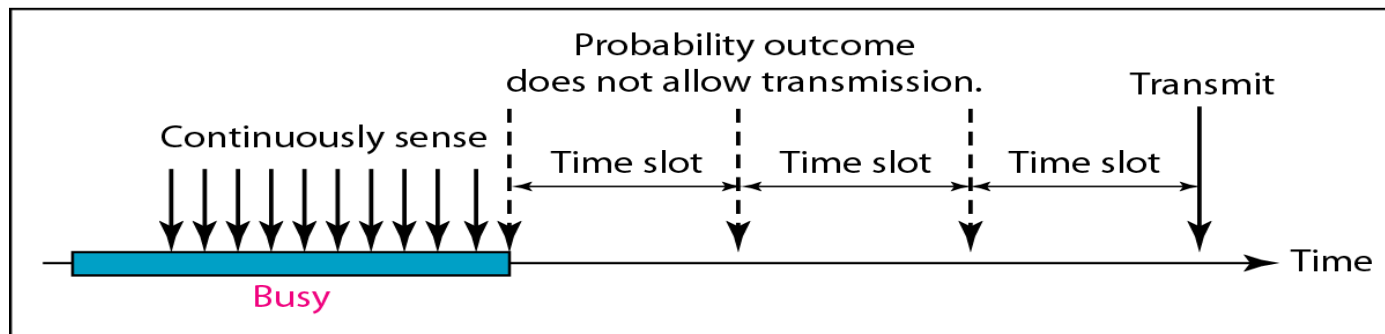 Probability outcome
does not allow transmission.
Transmit
Continuously sense
Time slot
Time slot
Time slot
Time
Busy